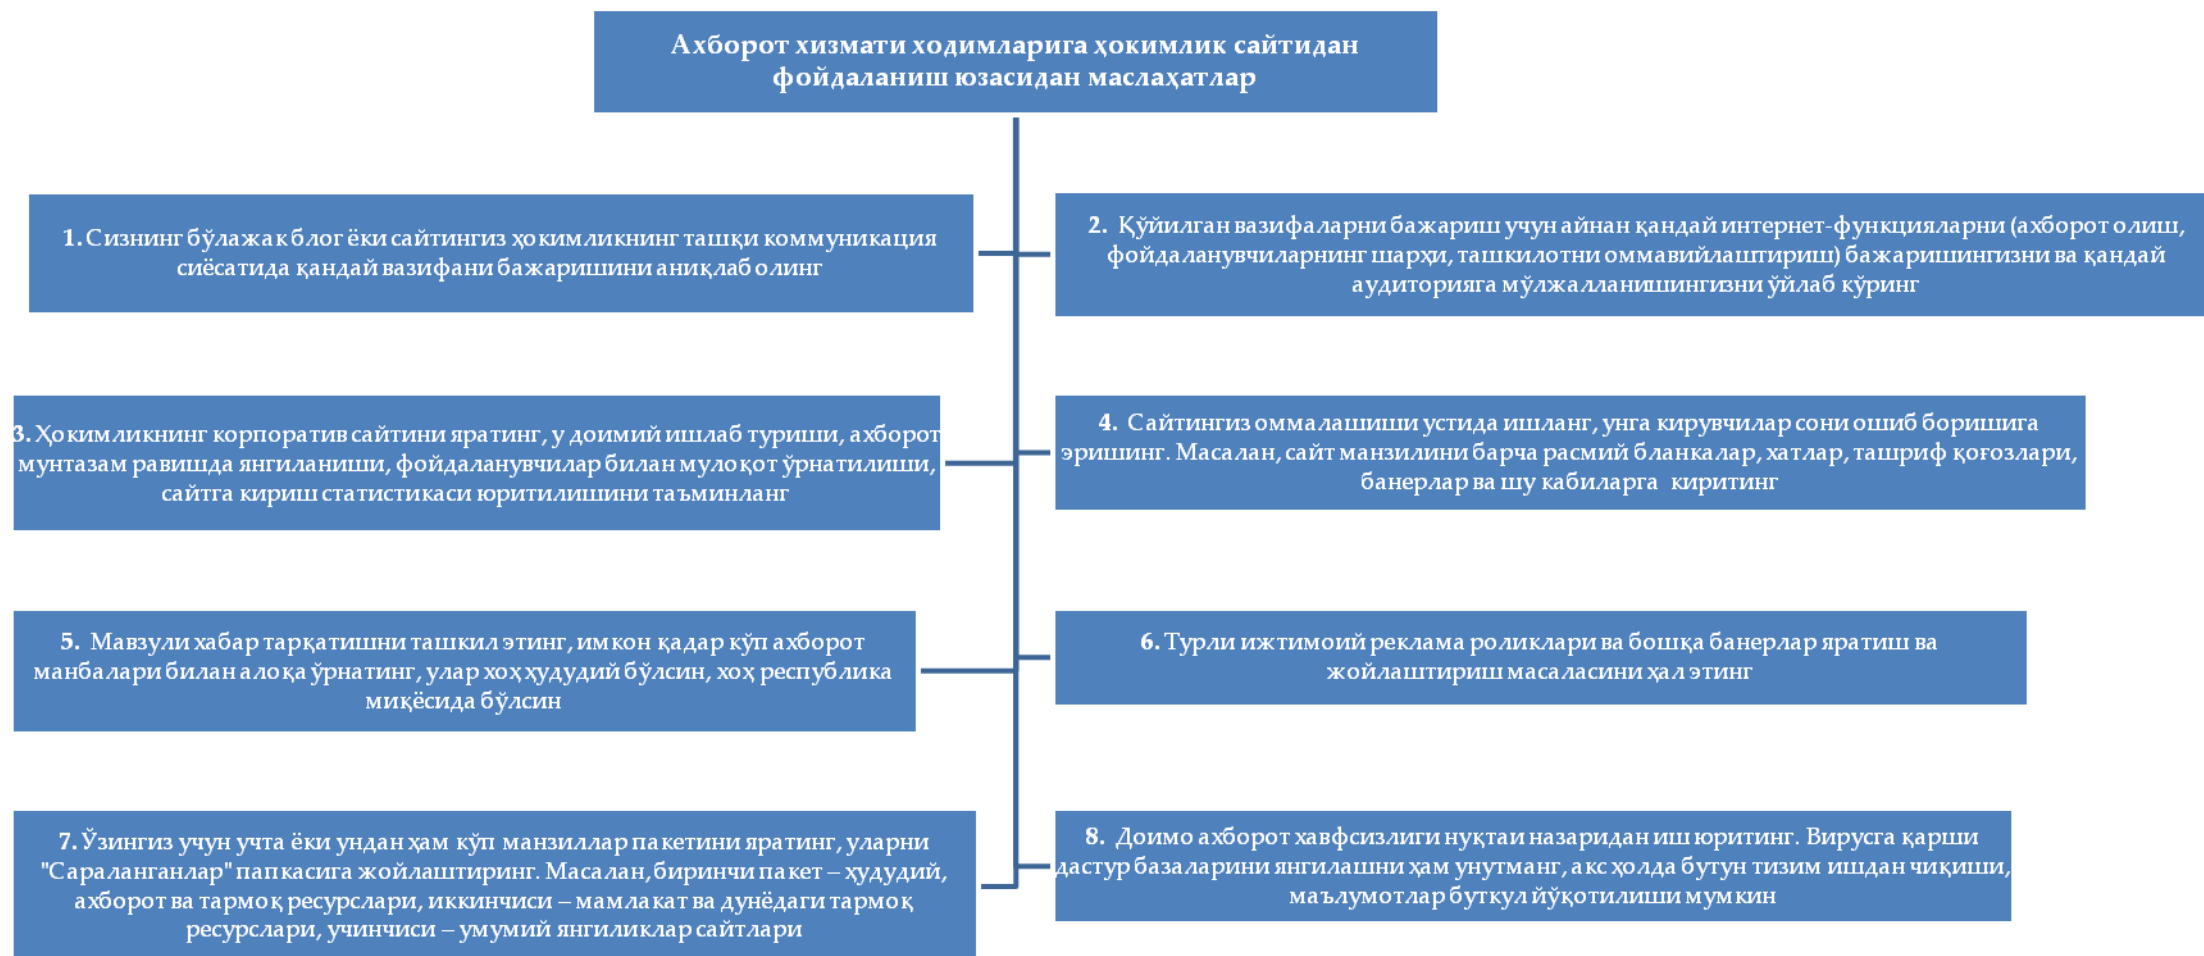 Ахборот хизмати ходимларига ҳокимлик сайтидан
фойдаланиш юзасидан маслаҳатлар
1. Сизнинг бўлажак блог ёки сайтингиз ҳокимликнинг ташқи коммуникация
сиёсатида қандай вазифани бажаришини аниқлаб олинг
2. Қўйилган вазифаларни бажариш учун айнан қандай интернет-функцияларни (ахборот олиш,
фойдаланувчиларнинг шарҳи, ташкилотни оммавийлаштириш) бажаришингизни ва қандай
аудиторияга мўлжалланишингизни ўйлаб кўринг
3. Ҳокимликнинг корпоратив сайтини яратинг, у доимий ишлаб туриши, ахборот
мунтазам равишда янгиланиши, фойдаланувчилар билан мулоқот ўрнатилиши,
сайтга кириш статистикаси юритилишини таъминланг
4. Сайтингиз оммалашиши устида ишланг, унга кирувчилар сони ошиб боришига
эришинг. Масалан, сайт манзилини барча расмий бланкалар, хатлар, ташриф қоғозлари,
банерлар ва шу кабиларга киритинг
5. Мавзули хабар тарқатишни ташкил этинг, имкон қадар кўп ахборот
манбалари билан алоқа ўрнатинг, улар хоҳ ҳудудий бўлсин, хоҳ республика
миқёсида бўлсин
6. Турли ижтимоий реклама роликлари ва бошқа банерлар яратиш ва
жойлаштириш масаласини ҳал этинг
7. Ўзингиз учун учта ёки ундан ҳам кўп манзиллар пакетини яратинг, уларни
"Сараланганлар" папкасига жойлаштиринг. Масалан, биринчи пакет – ҳудудий,
ахборот ва тармоқ ресурслари, иккинчиси – мамлакат ва дунёдаги тармоқ
ресурслари, учинчиси – умумий янгиликлар сайтлари
8. Доимо ахборот хавфсизлиги нуқтаи назаридан иш юритинг. Вирусга қарши
дастур базаларини янгилашни ҳам унутманг, акс ҳолда бутун тизим ишдан чиқиши,
маълумотлар буткул йўқотилиши мумкин